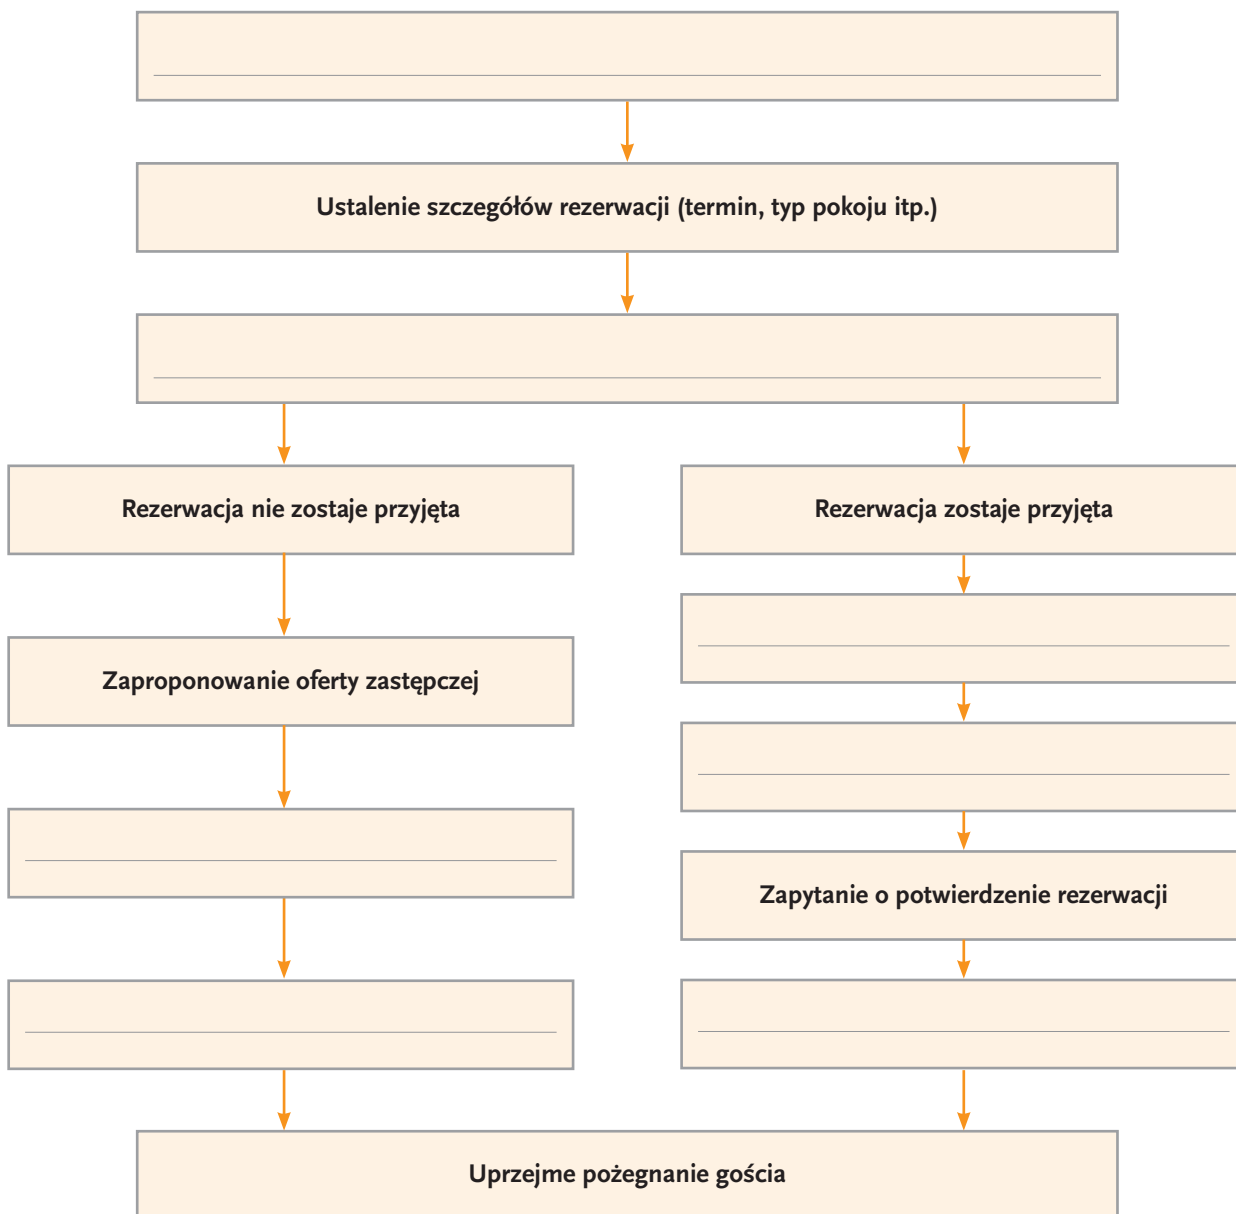 Ustalenie szczegółów rezerwacji (termin, typ pokoju itp.)
Rezerwacja nie zostaje przyjęta
Rezerwacja zostaje przyjęta
Zaproponowanie oferty zastępczej
Zapytanie o potwierdzenie rezerwacji
Uprzejme pożegnanie gościa